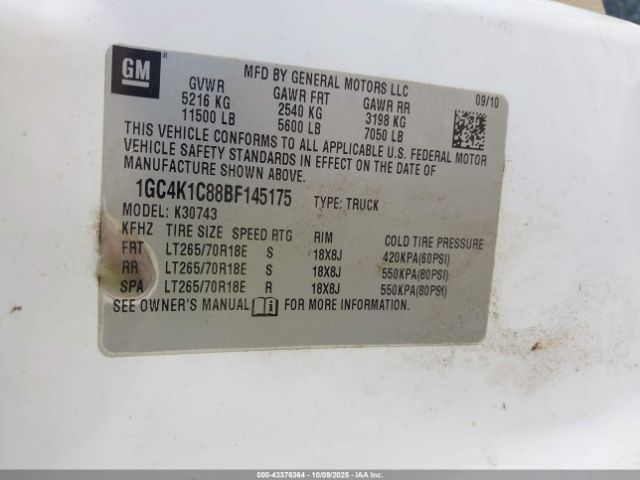 GM
MFD BY GENERAL MOTORS LLC
09/10
GVWR GAWR FRT GAWR RR
5216 KG 2540 KG 3198 KG
11500 LB 5600 LB 7050 LB
THIS VEHICLE CONFORMS TO ALL APPLICABLE U.S. FEDERAL MOTOR
VEHICLE SAFETY STANDARDS IN EFFECT ON THE DATE OF
MANUFACTURE SHOWN ABOVE.
1GC4K1C88BF145175 TYPE: TRUCK
MODEL: K30743
KFHZ TIRE SIZE SPEED RTG RIM COLD TIRE PRESSURE
FRT LT265/70R18E S 18X8J 420KPA(60PSI)
RR LT265/70R18E S 18X8J 550KPA(80PSI)
SPA LT265/70R18E R 18X8J 550KPA(80PSI)
SEE OWNER'S MANUAL i FOR MORE INFORMATION.
000-43376364 - 10/09/2025 - IAAI.COM